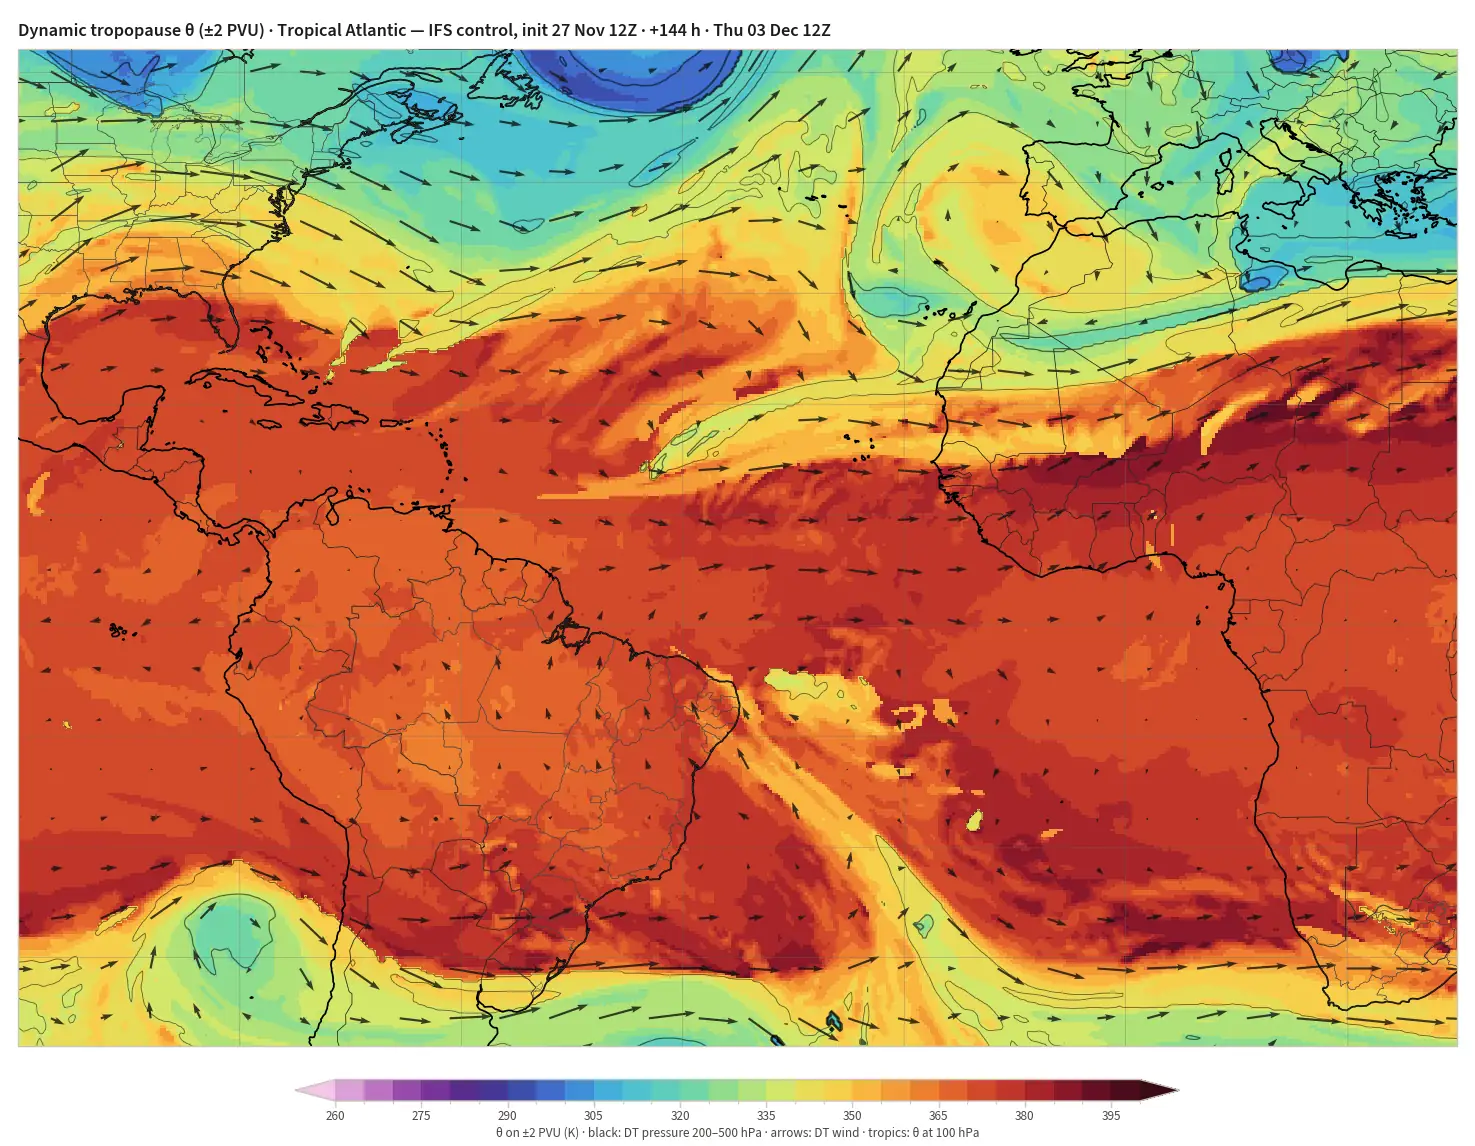 Dynamic tropopause θ (±2 PVU) · Tropical Atlantic — IFS control, init 27 Nov 12Z · +144 h · Thu 03 Dec 12Z
260 275 290 305 320 335 350 365 380 395
θ on ±2 PVU (K) · black: DT pressure 200–500 hPa · arrows: DT wind · tropics: θ at 100 hPa